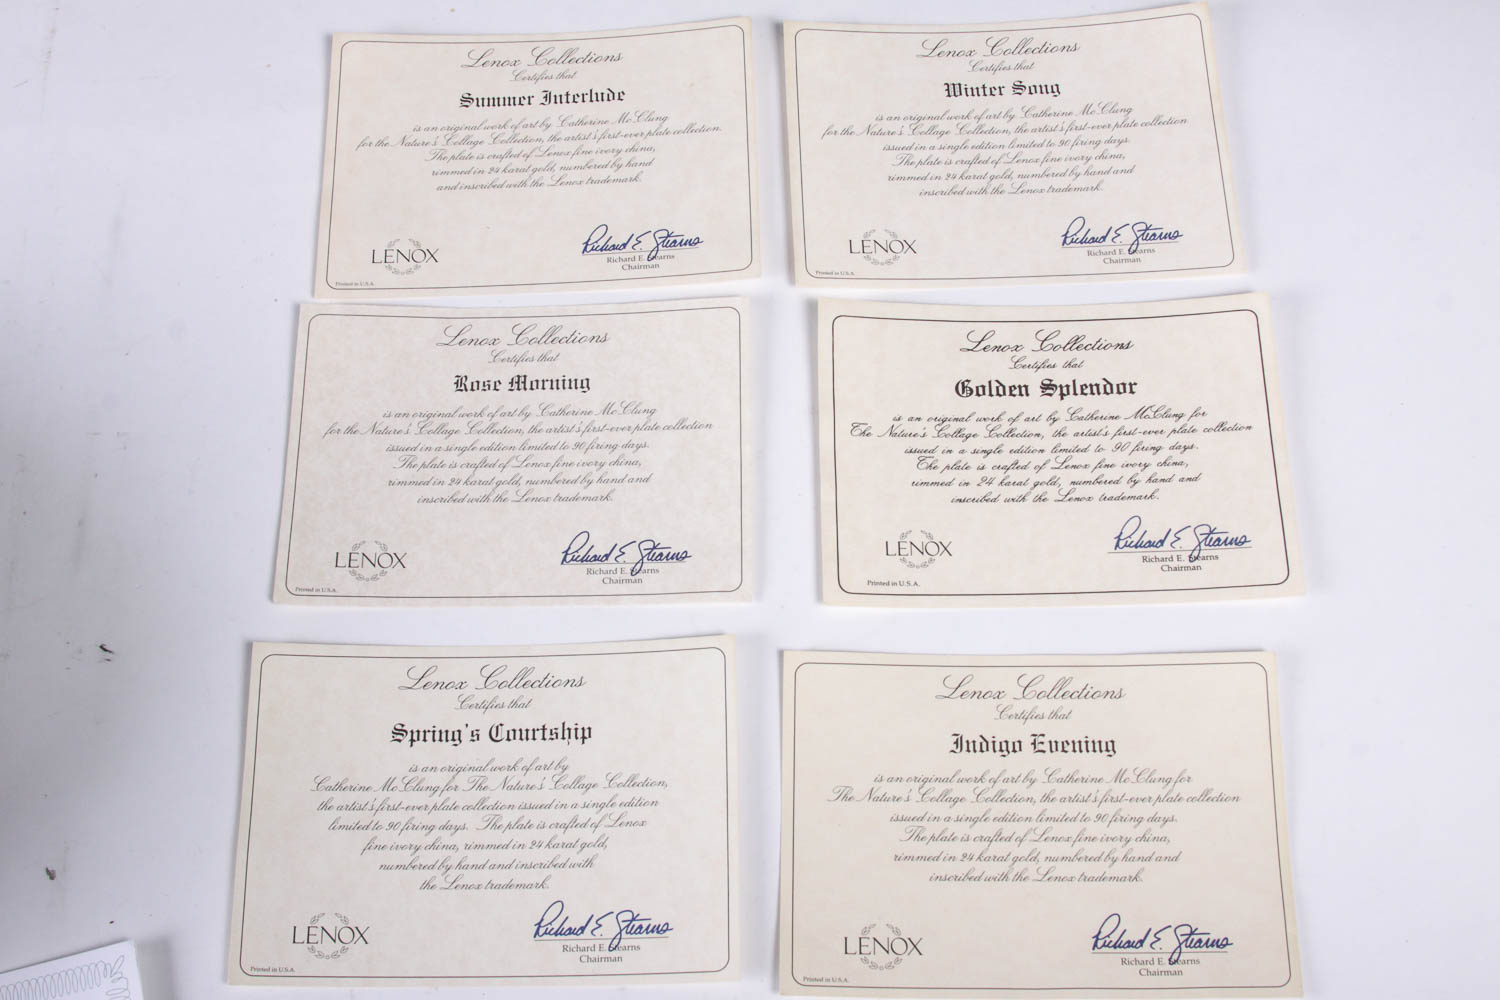 Lenox Collections
Certifies that
Summer Interlude
is an original work of art by Catherine McClung
for the Nature's Collage Collection, the artist's first-ever plate collection.
The plate is crafted of Lenox fine ivory china,
rimmed in 24 karat gold, numbered by hand
and inscribed with the Lenox trademark.
LENOX
Richard E. Stearns
Richard E. Stearns
Chairman
Printed in U.S.A.
Lenox Collections
Certifies that
Winter Song
is an original work of art by Catherine McClung
for the Nature's Collage Collection, the artist's first-ever plate collection
issued in a single edition limited to 90 firing days.
The plate is crafted of Lenox fine ivory china,
rimmed in 24 karat gold, numbered by hand and
inscribed with the Lenox trademark.
LENOX
Richard E. Stearns
Richard E. Stearns
Chairman
Printed in U.S.A.
Lenox Collections
Certifies that
Rose Morning
is an original work of art by Catherine McClung
for the Nature's Collage Collection, the artist's first-ever plate collection
issued in a single edition limited to 90 firing days.
The plate is crafted of Lenox fine ivory china,
rimmed in 24 karat gold, numbered by hand and
inscribed with the Lenox trademark.
LENOX
Richard E. Stearns
Richard E. Stearns
Chairman
Printed in U.S.A.
Lenox Collections
Certifies that
Golden Splendor
is an original work of art by Catherine McClung for
The Nature's Collage Collection, the artist's first-ever plate collection
issued in a single edition limited to 90 firing days.
The plate is crafted of Lenox fine ivory china,
rimmed in 24 karat gold, numbered by hand and
inscribed with the Lenox trademark.
LENOX
Richard E. Stearns
Richard E. Stearns
Chairman
Printed in U.S.A.
Lenox Collections
Certifies that
Spring's Courtship
is an original work of art by
Catherine McClung for The Nature's Collage Collection,
the artist's first-ever plate collection issued in a single edition
limited to 90 firing days. The plate is crafted of Lenox
fine ivory china, rimmed in 24 karat gold,
numbered by hand and inscribed with
the Lenox trademark.
LENOX
Richard E. Stearns
Richard E. Stearns
Chairman
Printed in U.S.A.
Lenox Collections
Certifies that
Indigo Evening
is an original work of art by Catherine McClung for
The Nature's Collage Collection, the artist's first-ever plate collection
issued in a single edition limited to 90 firing days.
The plate is crafted of Lenox fine ivory china,
rimmed in 24 karat gold, numbered by hand and
inscribed with the Lenox trademark.
LENOX
Richard E. Stearns
Richard E. Stearns
Chairman
Printed in U.S.A.